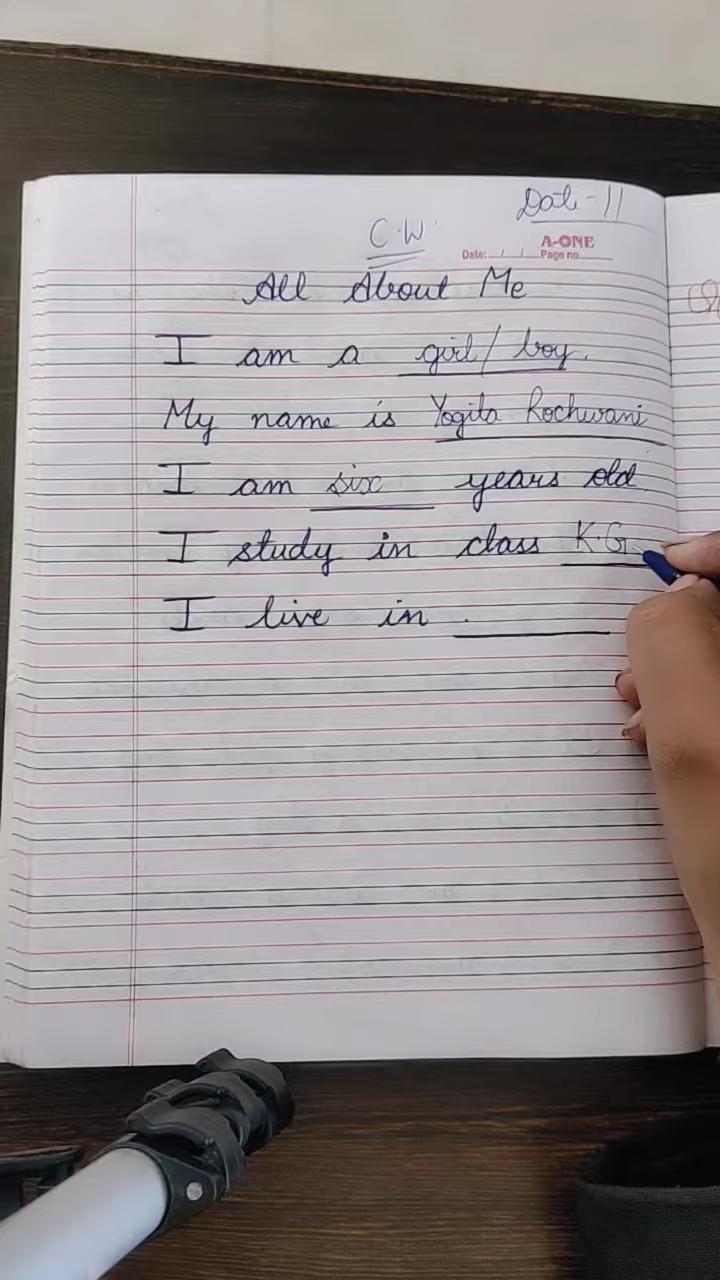 Date-11
C.W
A-ONE
Date: / / Page no.
All About Me
I am a girl/boy.
My name is Yogita Rochwani
I am six years old
I study in class K.G
I live in